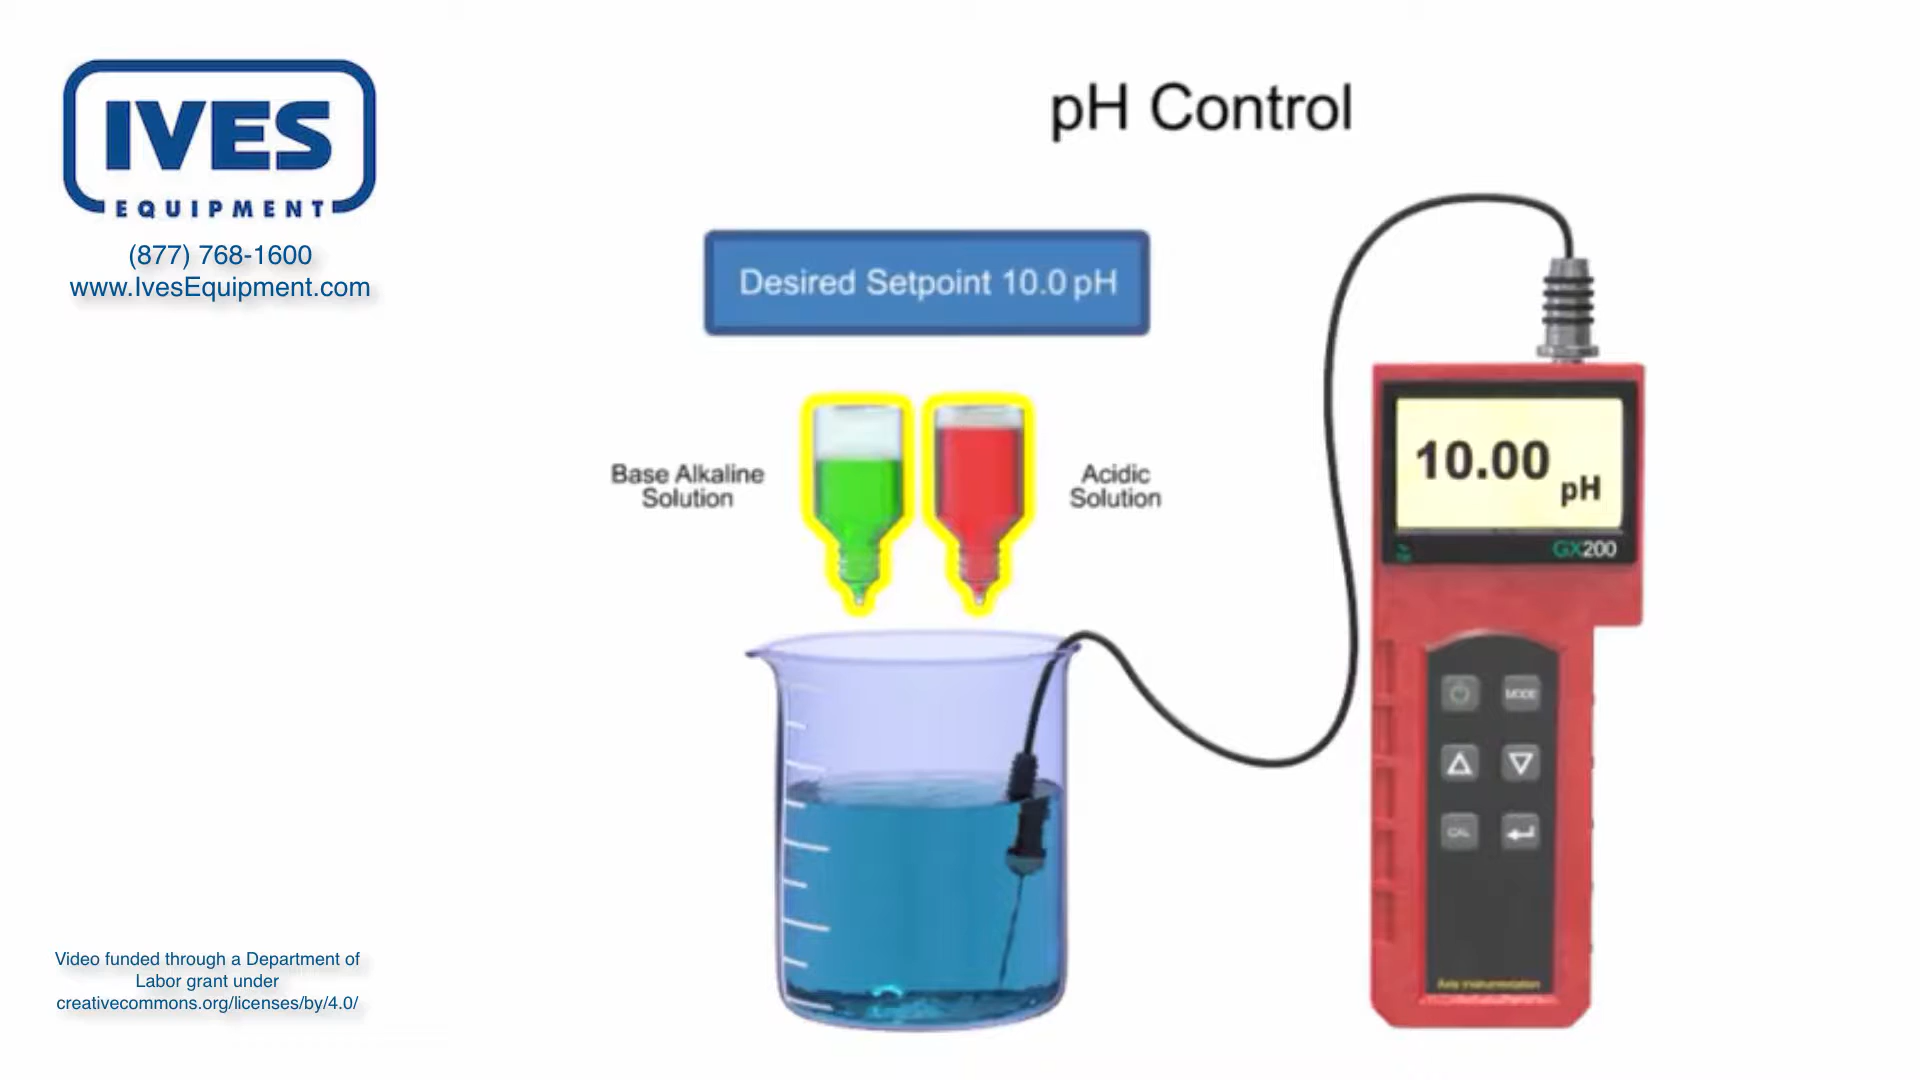 IVES
EQUIPMENT
(877) 768-1600
www.IvesEquipment.com
pH Control
Desired Setpoint 10.0 pH
Base Alkaline
Solution
Acidic
Solution
10.00
pH
GX200
MODE
CAL
Axis Instrumentation
Video funded through a Department of
Labor grant under
creativecommons.org/licenses/by/4.0/